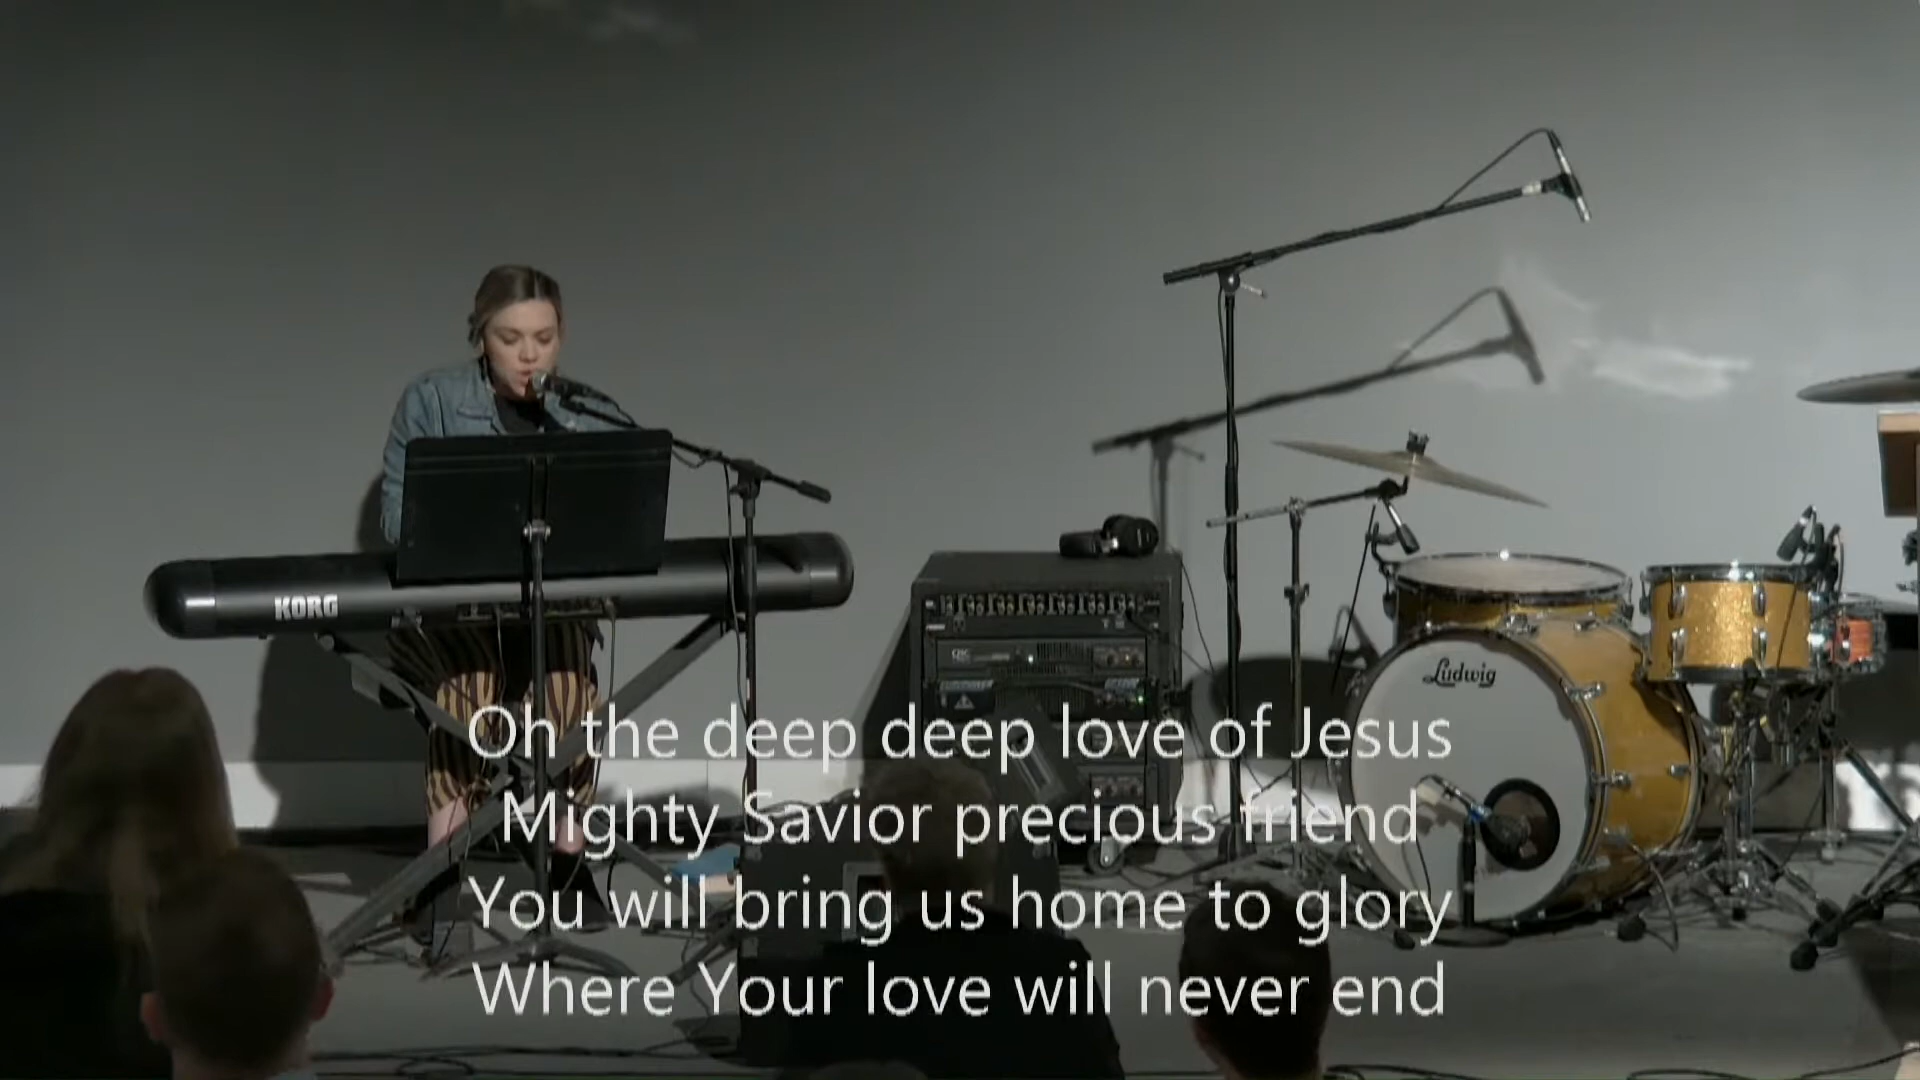 KORG
QSC
Ludwig
Oh the deep deep love of Jesus
Mighty Savior precious friend
You will bring us home to glory
Where Your love will never end